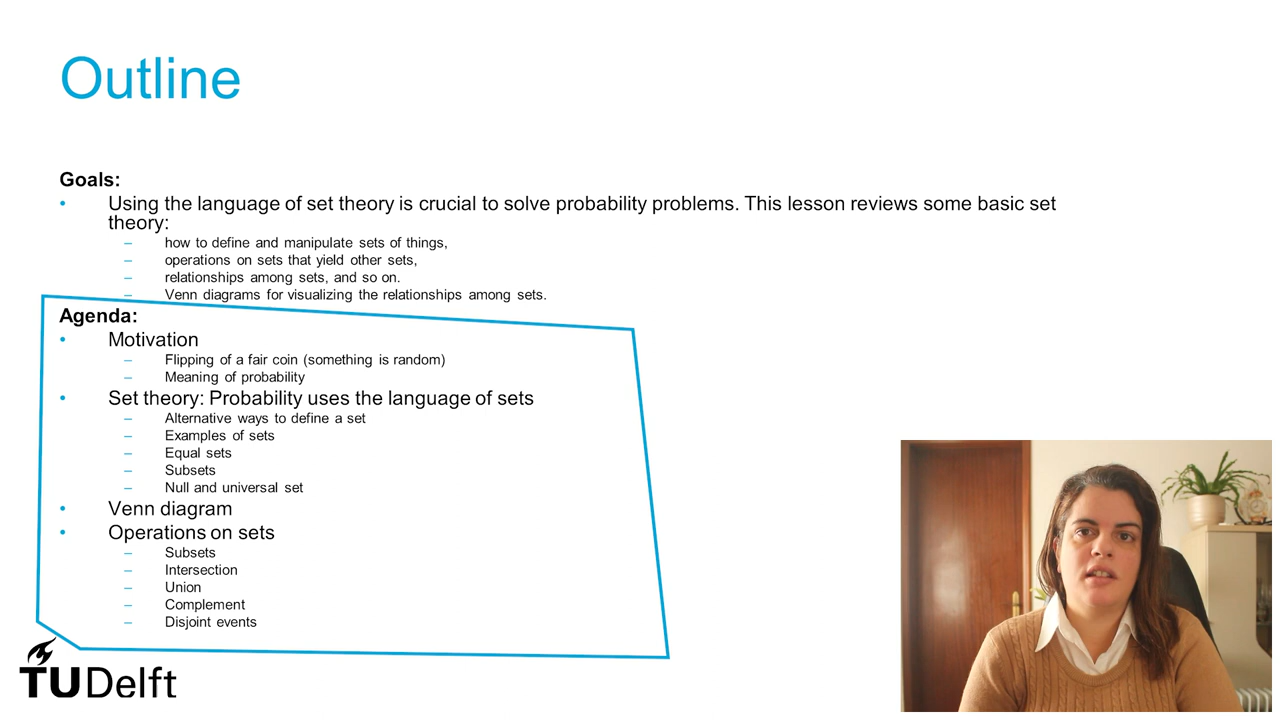 Outline
Goals:
• Using the language of set theory is crucial to solve probability problems. This lesson reviews some basic set
theory:
– how to define and manipulate sets of things,
– operations on sets that yield other sets,
– relationships among sets, and so on.
– Venn diagrams for visualizing the relationships among sets.
Agenda:
• Motivation
– Flipping of a fair coin (something is random)
– Meaning of probability
• Set theory: Probability uses the language of sets
– Alternative ways to define a set
– Examples of sets
– Equal sets
– Subsets
– Null and universal set
• Venn diagram
• Operations on sets
– Subsets
– Intersection
– Union
– Complement
– Disjoint events
TU Delft